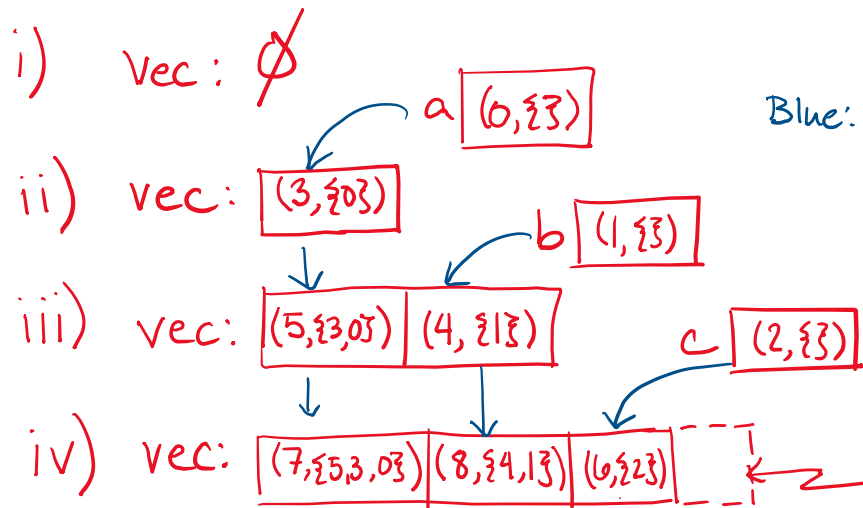 i) vec: Ø
a (0,{}) Blue:
ii) vec: (3,{0})
b (1,{})
iii) vec: (5,{3,0}) (4,{1})
c (2,{})
iv) vec: (7,{5,3,0}) (8,{4,1}) (6,{2})